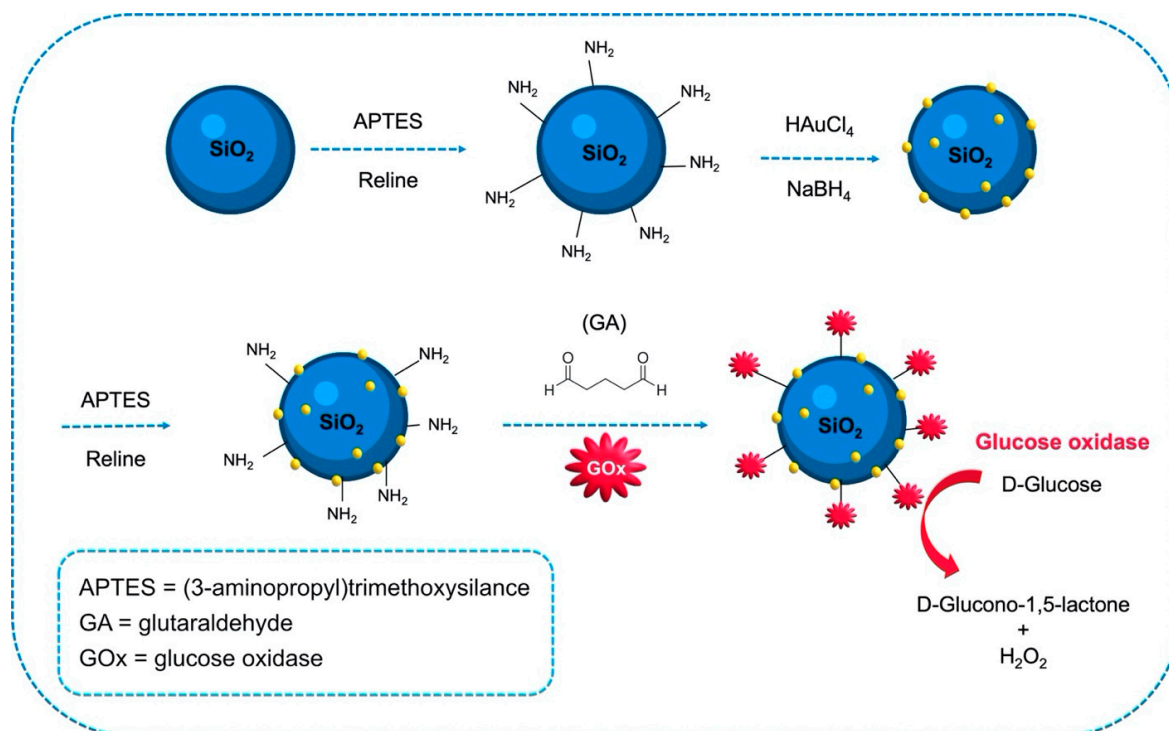 NH₂
NH₂
NH₂
APTES
SiO₂
Reline
NH₂
SiO₂
NH₂
NH₂
NH₂
HAuCl₄
NaBH₄
SiO₂
APTES
Reline
NH₂
NH₂
SiO₂
NH₂
NH₂
NH₂
NH₂
(GA)
O
O
H
H
GOx
SiO₂
Glucose oxidase
D-Glucose
D-Glucono-1,5-lactone
+
H₂O₂
APTES = (3-aminopropyl)trimethoxysilance
GA = glutaraldehyde
GOx = glucose oxidase